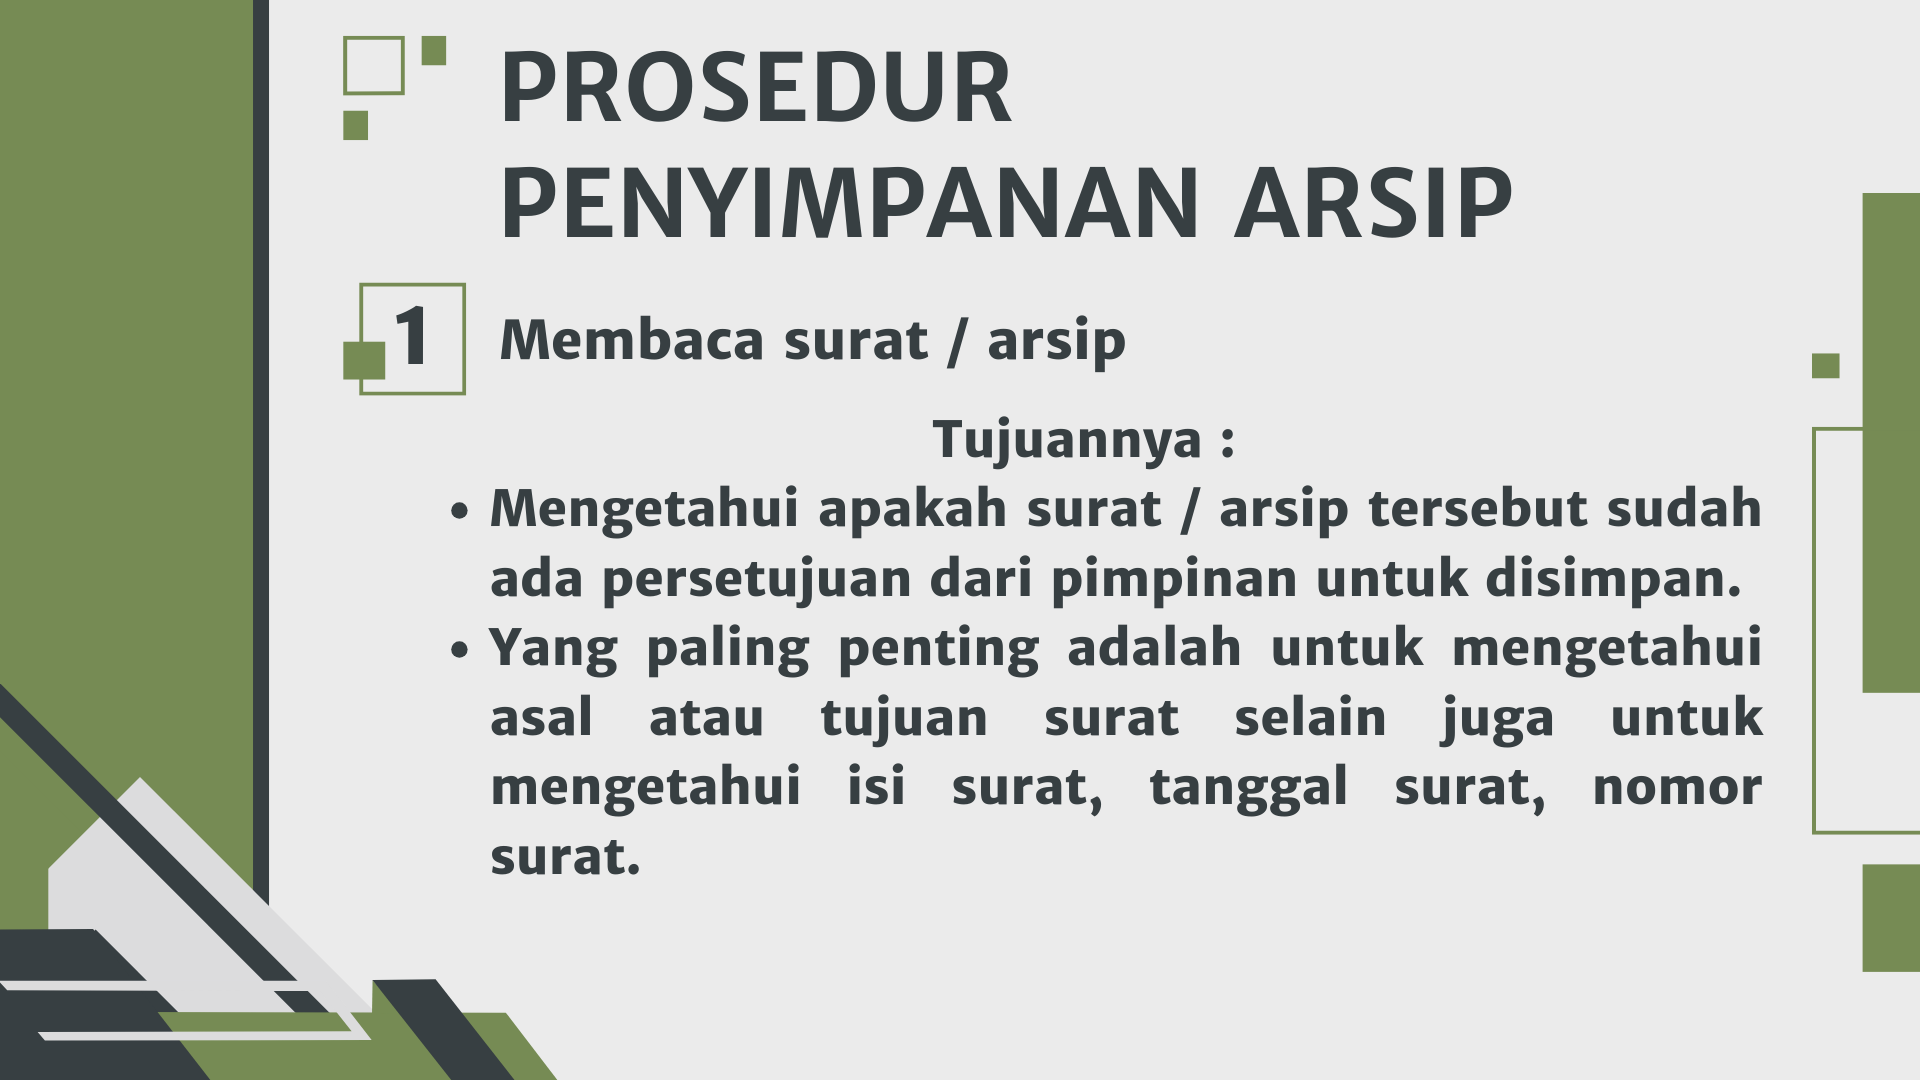 PROSEDUR
PENYIMPANAN ARSIP
1
Membaca surat / arsip
Tujuannya :
• Mengetahui apakah surat / arsip tersebut sudah
ada persetujuan dari pimpinan untuk disimpan.
• Yang paling penting adalah untuk mengetahui
asal atau tujuan surat selain juga untuk
mengetahui isi surat, tanggal surat, nomor
surat.